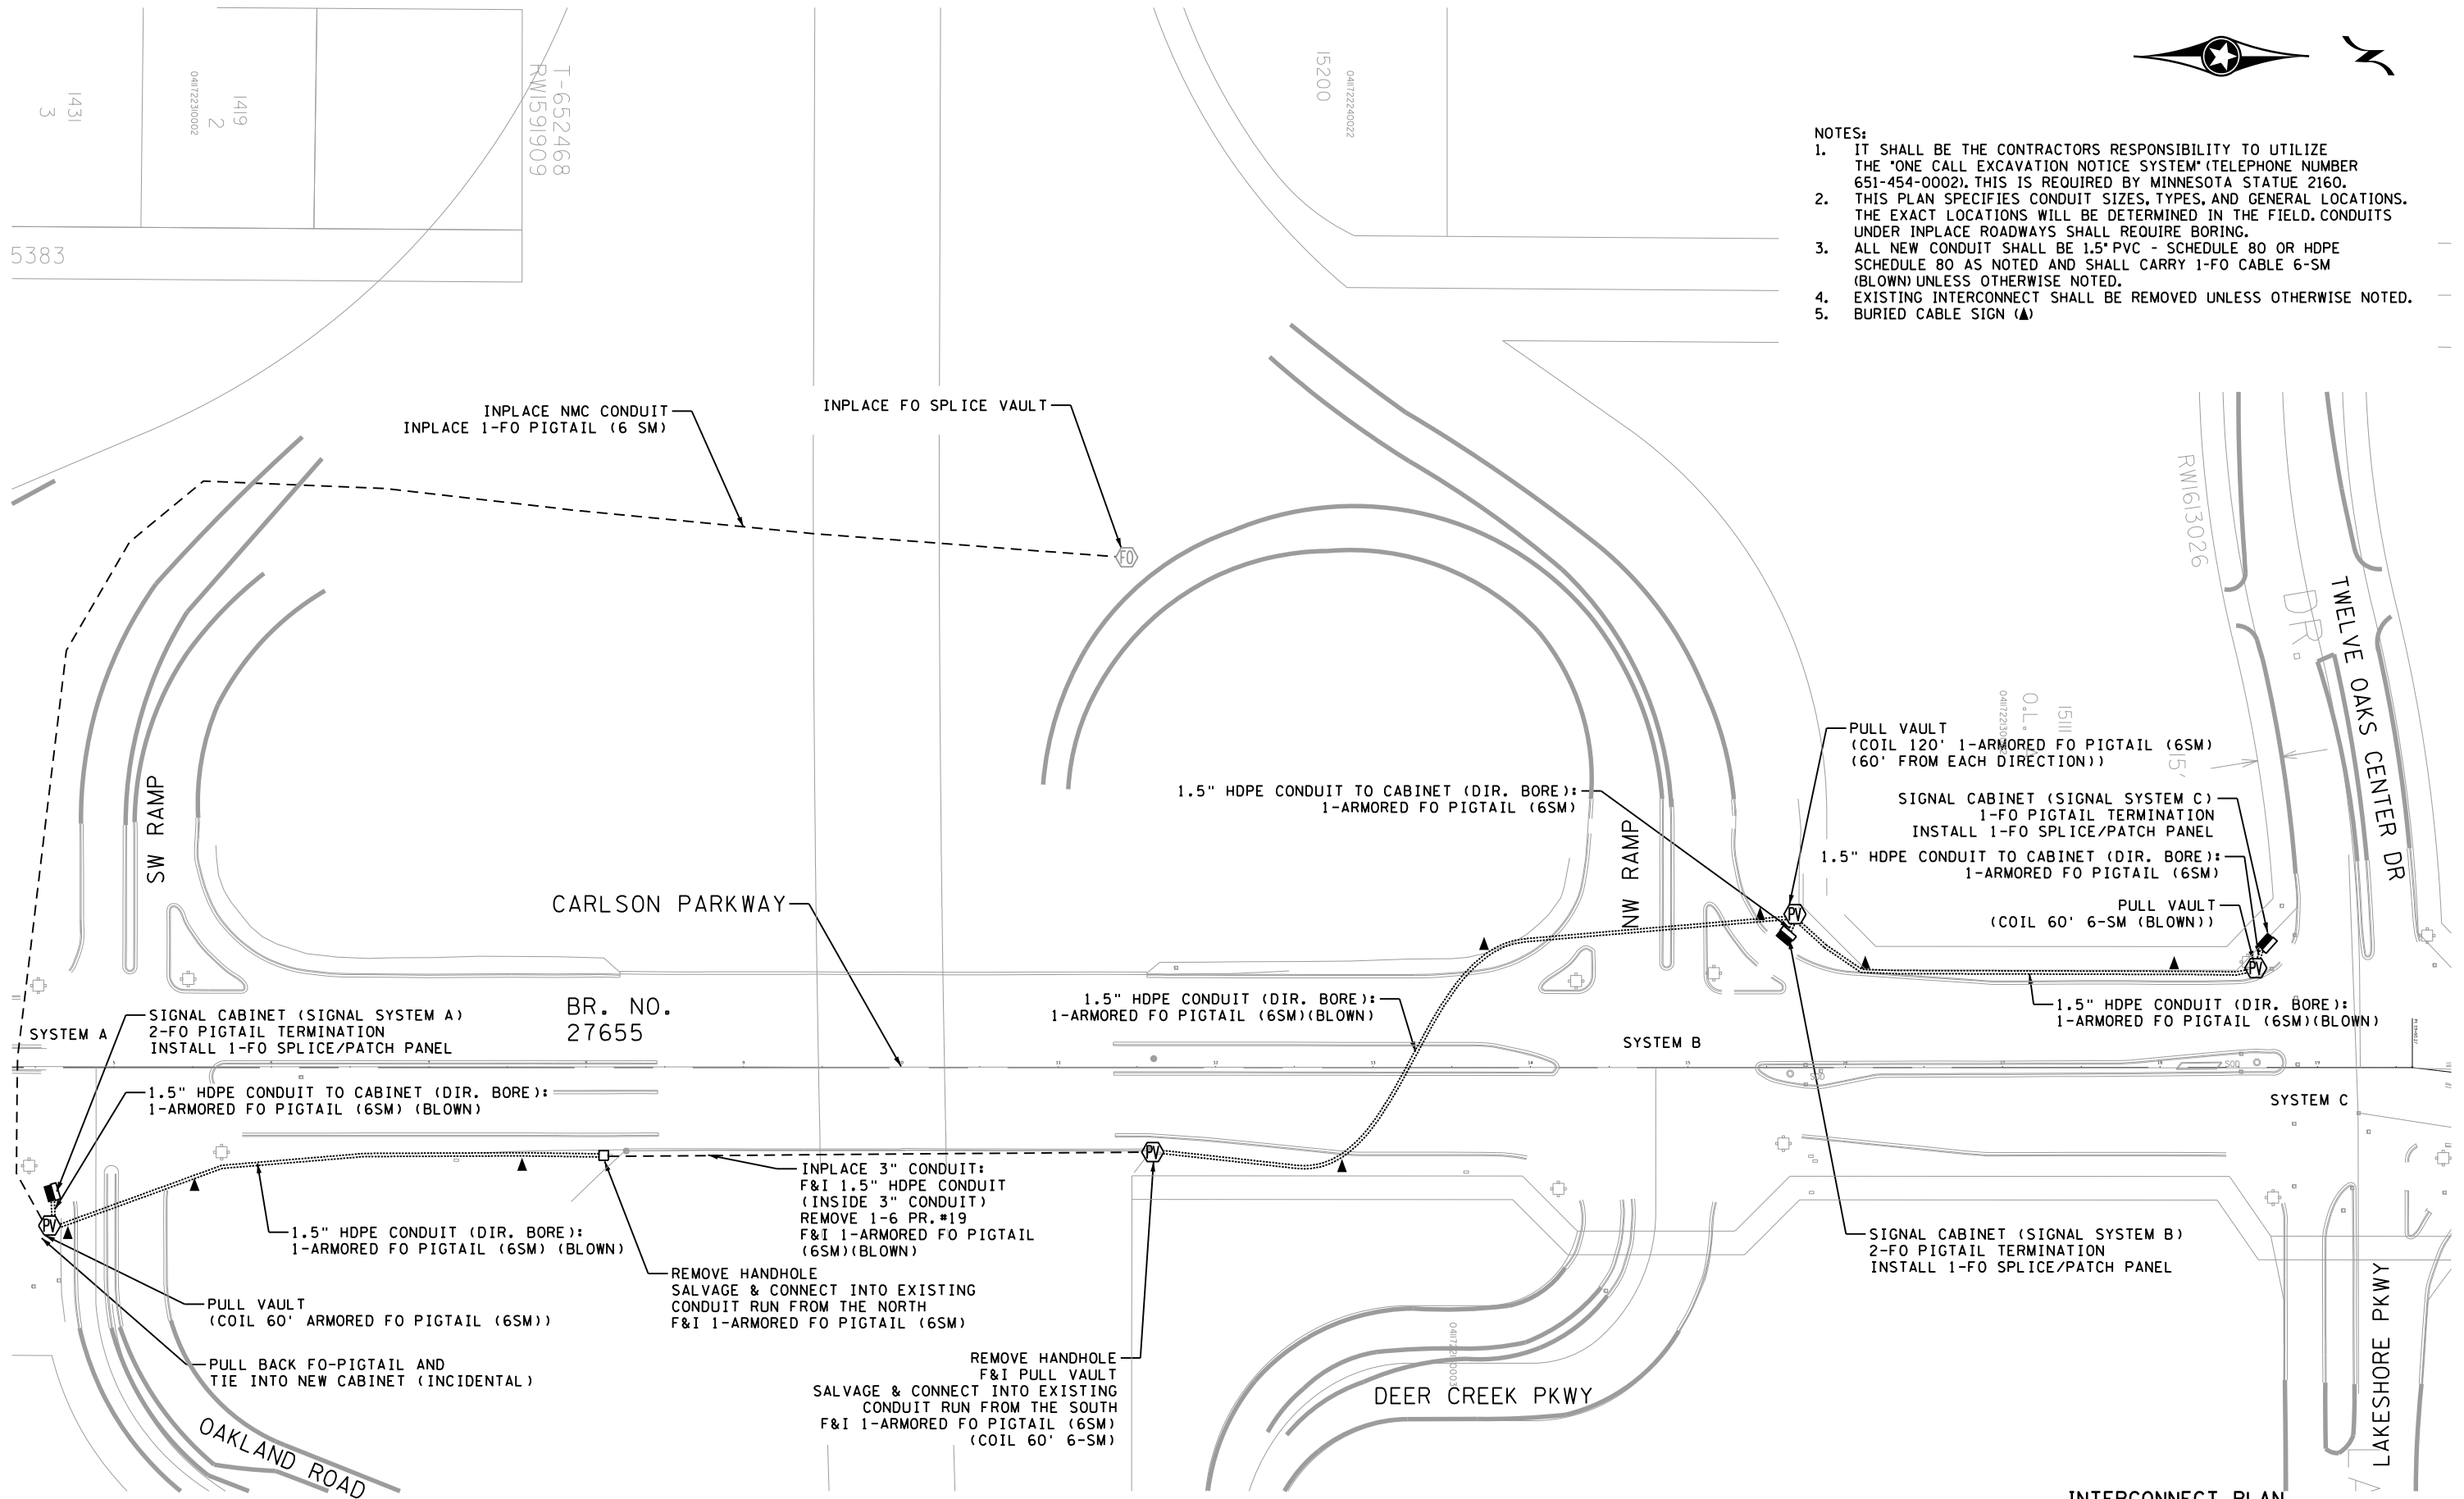 1431
3
1419
2
04117223I0002
T-652468
RW1591909
5383
15200
0411722240022
NOTES:
1. IT SHALL BE THE CONTRACTORS RESPONSIBILITY TO UTILIZE
THE "ONE CALL EXCAVATION NOTICE SYSTEM" (TELEPHONE NUMBER
651-454-0002). THIS IS REQUIRED BY MINNESOTA STATUE 216D.
2. THIS PLAN SPECIFIES CONDUIT SIZES, TYPES, AND GENERAL LOCATIONS.
THE EXACT LOCATIONS WILL BE DETERMINED IN THE FIELD. CONDUITS
UNDER INPLACE ROADWAYS SHALL REQUIRE BORING.
3. ALL NEW CONDUIT SHALL BE 1.5" PVC - SCHEDULE 80 OR HDPE
SCHEDULE 80 AS NOTED AND SHALL CARRY 1-FO CABLE 6-SM
(BLOWN) UNLESS OTHERWISE NOTED.
4. EXISTING INTERCONNECT SHALL BE REMOVED UNLESS OTHERWISE NOTED.
5. BURIED CABLE SIGN (▲)
INPLACE NMC CONDUIT
INPLACE 1-FO PIGTAIL (6 SM)
INPLACE FO SPLICE VAULT
FO
RW1613026
DR.
TWELVE OAKS CENTER DR
15111
O.L.
115'
PULL VAULT
(COIL 120' 1-ARMORED FO PIGTAIL (6SM)
(60' FROM EACH DIRECTION))
1.5" HDPE CONDUIT TO CABINET (DIR. BORE):
1-ARMORED FO PIGTAIL (6SM)
SIGNAL CABINET (SIGNAL SYSTEM C)
1-FO PIGTAIL TERMINATION
INSTALL 1-FO SPLICE/PATCH PANEL
1.5" HDPE CONDUIT TO CABINET (DIR. BORE):
1-ARMORED FO PIGTAIL (6SM)
PULL VAULT
(COIL 60' 6-SM (BLOWN))
SW RAMP
NW RAMP
CARLSON PARKWAY
PV
PV
BR. NO.
27655
SYSTEM A
SIGNAL CABINET (SIGNAL SYSTEM A)
2-FO PIGTAIL TERMINATION
INSTALL 1-FO SPLICE/PATCH PANEL
1.5" HDPE CONDUIT (DIR. BORE):
1-ARMORED FO PIGTAIL (6SM)(BLOWN)
1.5" HDPE CONDUIT (DIR. BORE):
1-ARMORED FO PIGTAIL (6SM)(BLOWN)
SYSTEM B
SYSTEM C
1.5" HDPE CONDUIT TO CABINET (DIR. BORE):
1-ARMORED FO PIGTAIL (6SM) (BLOWN)
PV
PV
INPLACE 3" CONDUIT:
F&I 1.5" HDPE CONDUIT
(INSIDE 3" CONDUIT)
REMOVE 1-6 PR.#19
F&I 1-ARMORED FO PIGTAIL
(6SM)(BLOWN)
1.5" HDPE CONDUIT (DIR. BORE):
1-ARMORED FO PIGTAIL (6SM) (BLOWN)
SIGNAL CABINET (SIGNAL SYSTEM B)
2-FO PIGTAIL TERMINATION
INSTALL 1-FO SPLICE/PATCH PANEL
REMOVE HANDHOLE
SALVAGE & CONNECT INTO EXISTING
CONDUIT RUN FROM THE NORTH
F&I 1-ARMORED FO PIGTAIL (6SM)
PULL VAULT
(COIL 60' ARMORED FO PIGTAIL (6SM))
PULL BACK FO-PIGTAIL AND
TIE INTO NEW CABINET (INCIDENTAL)
REMOVE HANDHOLE
F&I PULL VAULT
SALVAGE & CONNECT INTO EXISTING
CONDUIT RUN FROM THE SOUTH
F&I 1-ARMORED FO PIGTAIL (6SM)
(COIL 60' 6-SM)
OAKLAND ROAD
DEER CREEK PKWY
LAKESHORE PKWY
INTERCONNECT PLAN